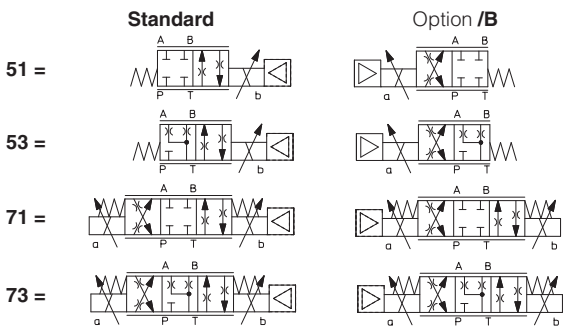 Standard Option /B
A B A B
51 =
P T b a P T
A B A B
53 =
P T b a P T
A B A B
71 =
a P T b a P T b
A B A B
73 =
a P T b a P T b